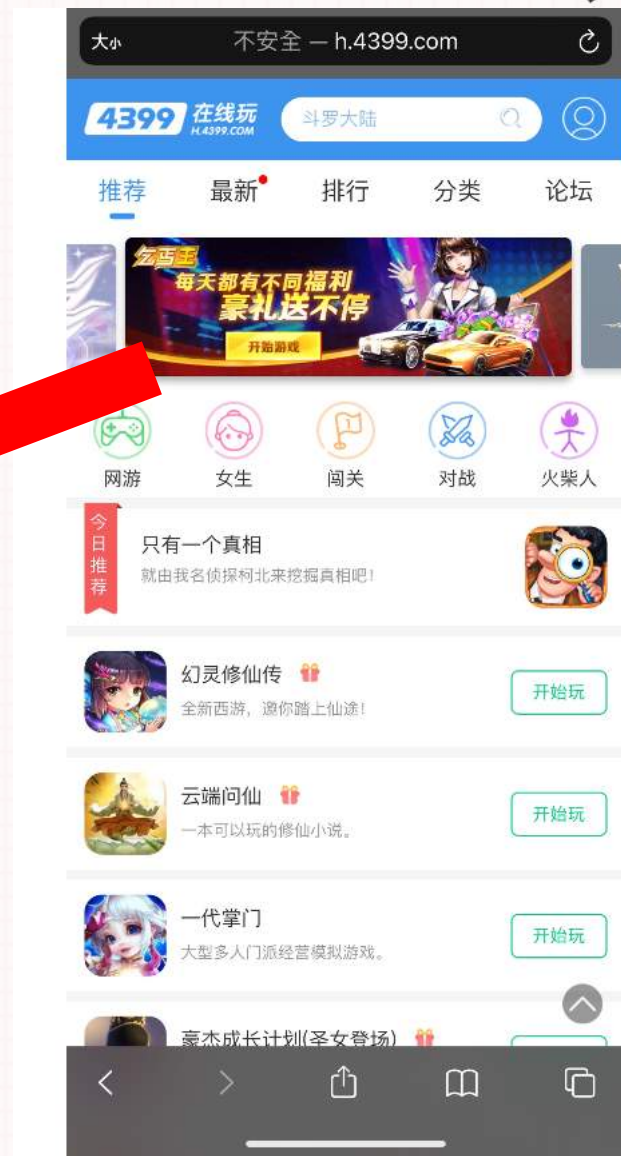 大小 不安全 — h.4399.com
4399 在线玩
H.4399.COM
斗罗大陆
推荐 最新 排行 分类 论坛
乞丐王
每天都有不同福利
豪礼送不停
开始游戏
网游 女生 闯关 对战 火柴人
今日推荐
只有一个真相
就由我名侦探柯北来挖掘真相吧!
幻灵修仙传
全新西游,邀你踏上仙途!
开始玩
云端问仙
一本可以玩的修仙小说。
开始玩
一代掌门
大型多人门派经营模拟游戏。
开始玩
豪杰成长计划(圣女登场)